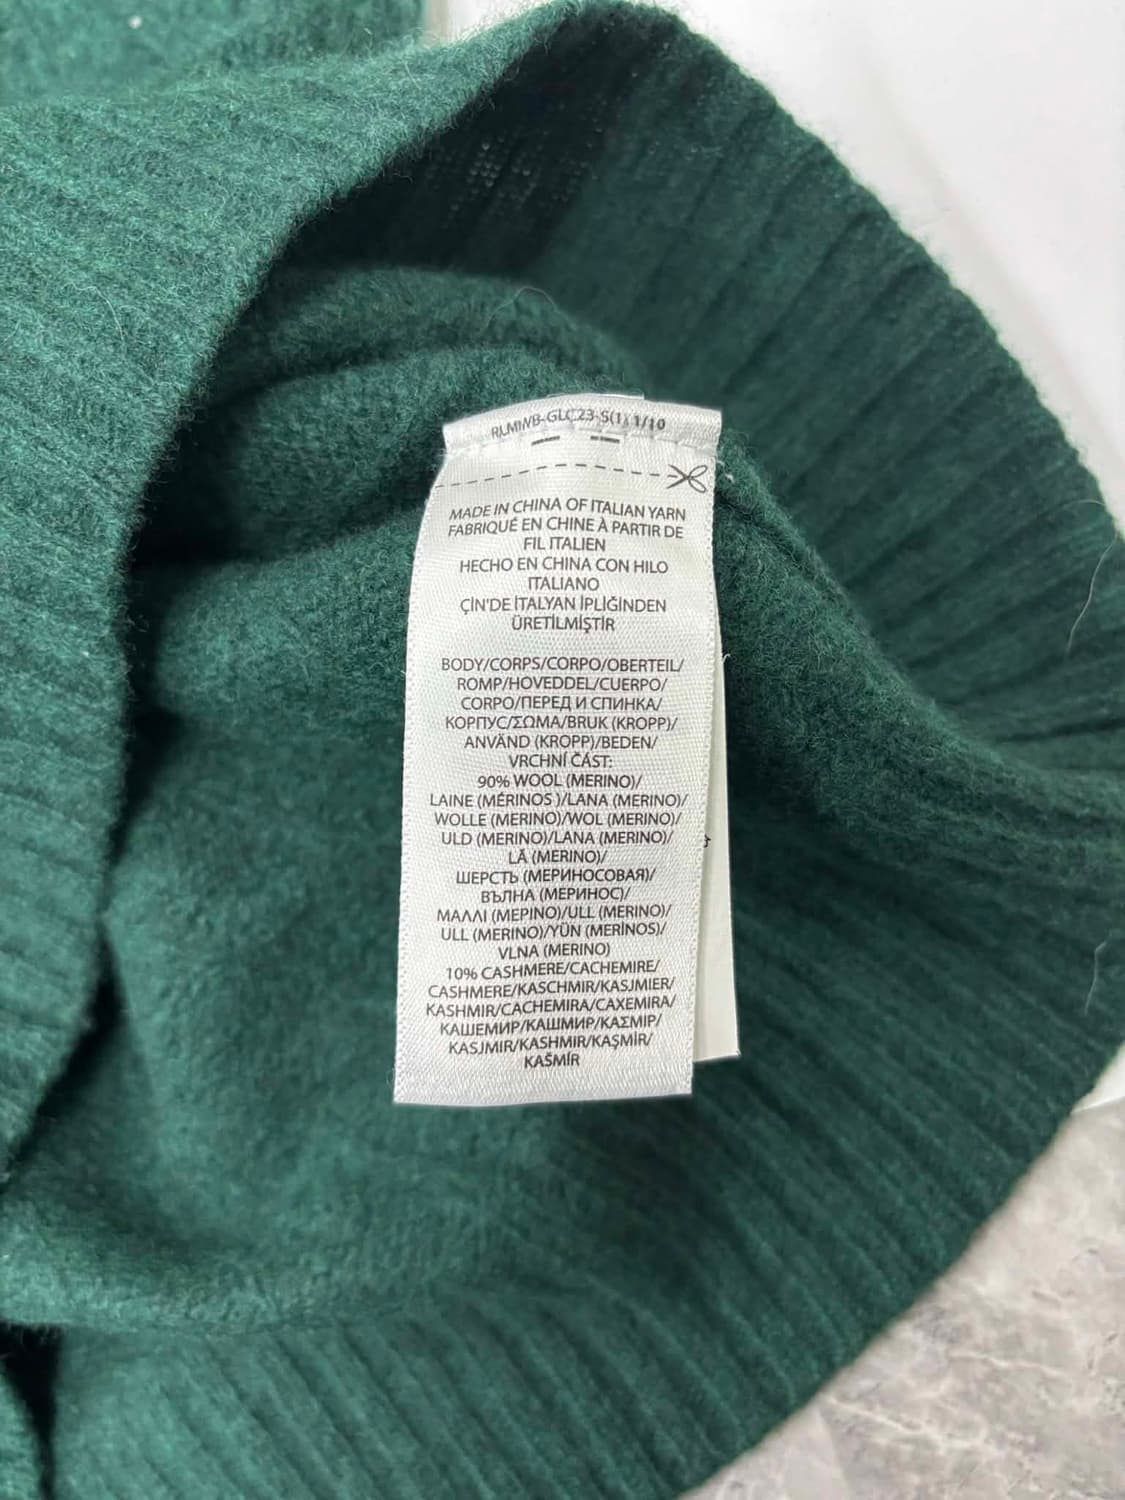 RLMWB-GLC23-S(1) 1/10
MADE IN CHINA OF ITALIAN YARN
FABRIQUÉ EN CHINE À PARTIR DE
FIL ITALIEN
HECHO EN CHINA CON HILO
ITALIANO
ÇİN'DE İTALYAN İPLİĞİNDEN
ÜRETİLMİŞTİR
BODY/CORPS/CORPO/OBERTEIL/
ROMP/HOVEDDEL/CUERPO/
CORPO/ПЕРЕД И СПИНКА/
КОРПУС/ΣΩΜΑ/BRUK (KROPP)/
ANVÄND (KROPP)/BEDEN/
VRCHNÍ ČÁST:
90% WOOL (MERINO)/
LAINE (MÉRINOS )/LANA (MERINO)/
WOLLE (MERINO)/WOL (MERINO)/
ULD (MERINO)/LANA (MERINO)/
LÃ (MERINO)/
ШЕРСТЬ (МЕРИНОСОВАЯ)/
ВЪЛНА (МЕРИНОС)/
ΜΑΛΛΙ (ΜΕΡΙΝΟ)/ULL (MERINO)/
ULL (MERINO)/YÜN (MERİNOS)/
VLNA (MERINO)
10% CASHMERE/CACHEMIRE/
CASHMERE/KASCHMIR/KASJMIER/
KASHMIR/CACHEMIRA/CAXEMIRA/
КАШЕМИР/КАШМИР/ΚΑΣΜΙΡ/
KASJMIR/KASHMIR/KAŞMİR/
KAŠMÍR